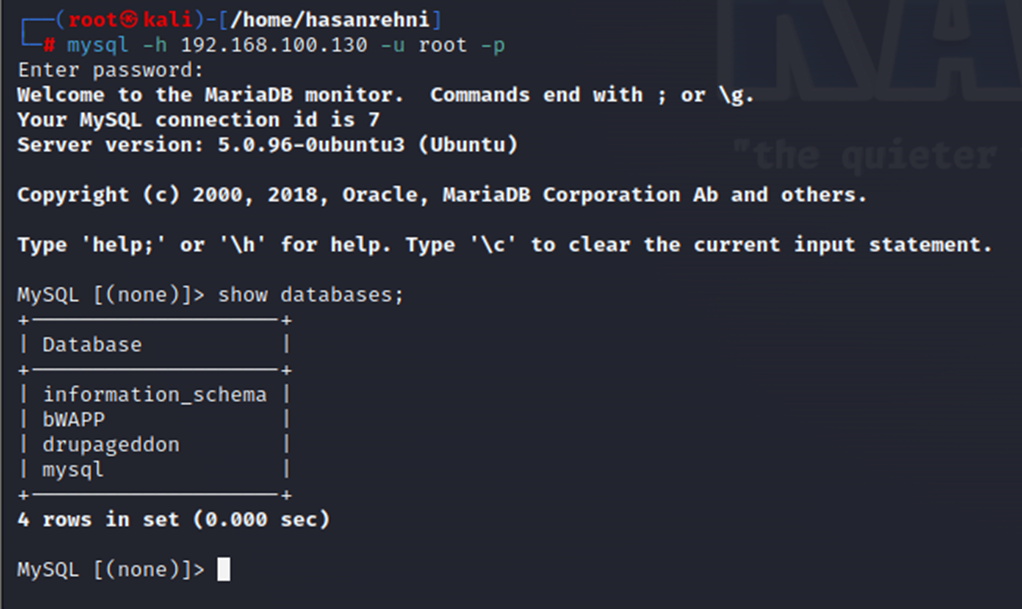 ┌──(root㉿kali)-[/home/hasanrehni]
└─# mysql -h 192.168.100.130 -u root -p
Enter password:
Welcome to the MariaDB monitor.  Commands end with ; or \g.
Your MySQL connection id is 7
Server version: 5.0.96-0ubuntu3 (Ubuntu)
Copyright (c) 2000, 2018, Oracle, MariaDB Corporation Ab and others.
Type 'help;' or '\h' for help. Type '\c' to clear the current input statement.
MySQL [(none)]> show databases;
+--------------------+
| Database           |
+--------------------+
| information_schema |
| bWAPP              |
| drupageddon        |
| mysql              |
+--------------------+
4 rows in set (0.000 sec)
MySQL [(none)]>
"the quieter